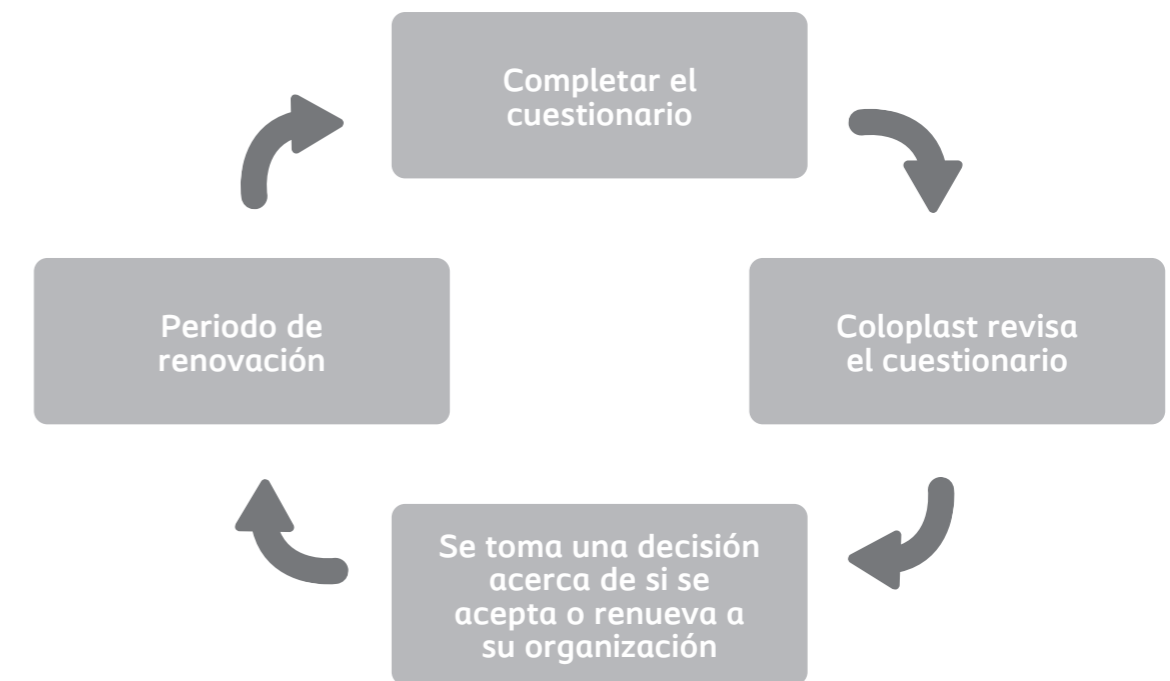 Completar el
cuestionario
Coloplast revisa
el cuestionario
Se toma una decisión
acerca de si se
acepta o renueva a
su organización
Periodo de
renovación